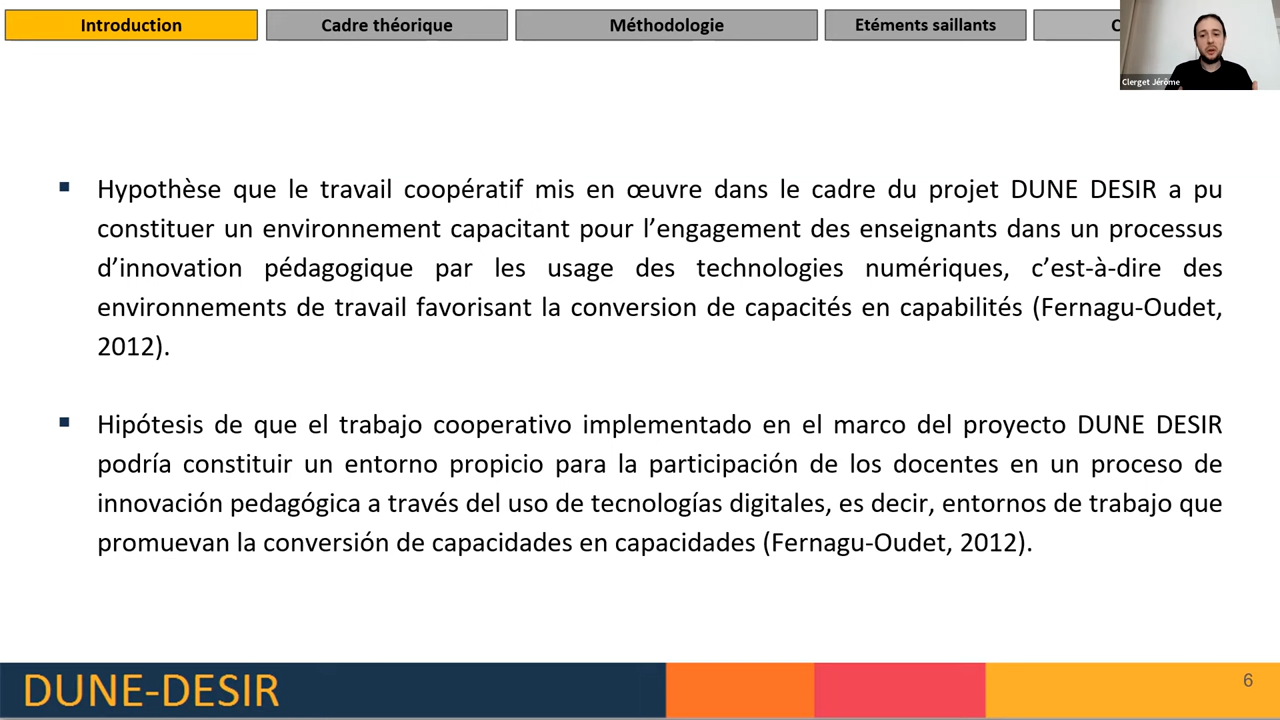 Introduction
Cadre théorique
Méthodologie
Etéments saillants
C
Clerget Jérôme
Hypothèse que le travail coopératif mis en œuvre dans le cadre du projet DUNE DESIR a pu
constituer un environnement capacitant pour l’engagement des enseignants dans un processus
d’innovation pédagogique par les usage des technologies numériques, c’est-à-dire des
environnements de travail favorisant la conversion de capacités en capabilités (Fernagu-Oudet,
2012).
Hipótesis de que el trabajo cooperativo implementado en el marco del proyecto DUNE DESIR
podría constituir un entorno propicio para la participación de los docentes en un proceso de
innovación pedagógica a través del uso de tecnologías digitales, es decir, entornos de trabajo que
promuevan la conversión de capacidades en capacidades (Fernagu-Oudet, 2012).
DUNE-DESIR
6